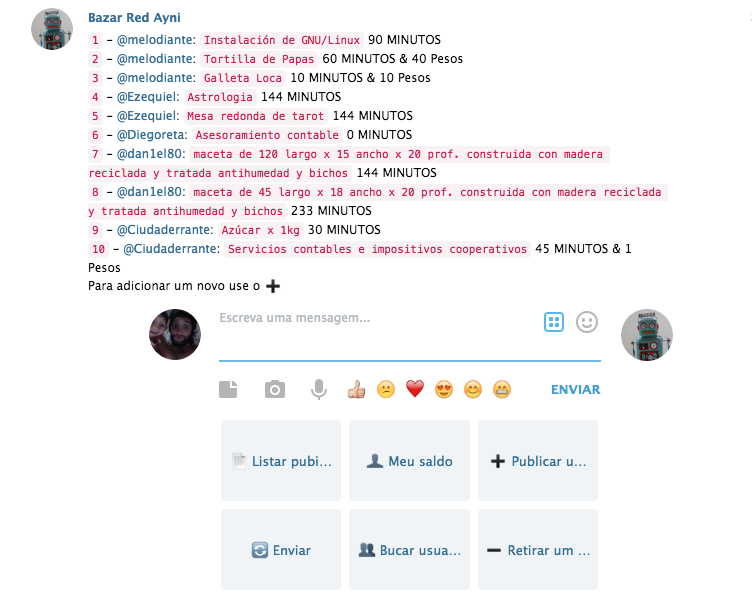 Bazar Red Ayni
1 – @melodiante: Instalación de GNU/Linux 90 MINUTOS
2 – @melodiante: Tortilla de Papas 60 MINUTOS & 40 Pesos
3 – @melodiante: Galleta Loca 10 MINUTOS & 10 Pesos
4 – @Ezequiel: Astrologia 144 MINUTOS
5 – @Ezequiel: Mesa redonda de tarot 144 MINUTOS
6 – @Diegoreta: Asesoramiento contable 0 MINUTOS
7 – @dan1el80: maceta de 120 largo x 15 ancho x 20 prof. construida con madera
reciclada y tratada antihumedad y bichos 144 MINUTOS
8 – @dan1el80: maceta de 45 largo x 18 ancho x 20 prof. construida con madera reciclada
y tratada antihumedad y bichos 233 MINUTOS
9 – @Ciudaderrante: Azúcar x 1kg 30 MINUTOS
10 – @Ciudaderrante: Servicios contables e impositivos cooperativos 45 MINUTOS & 1
Pesos
Para adicionar um novo use o ➕
Escreva uma mensagem...
ENVIAR
Listar pubi...
Meu saldo
Publicar u...
Enviar
Bucar usua...
Retirar um ...